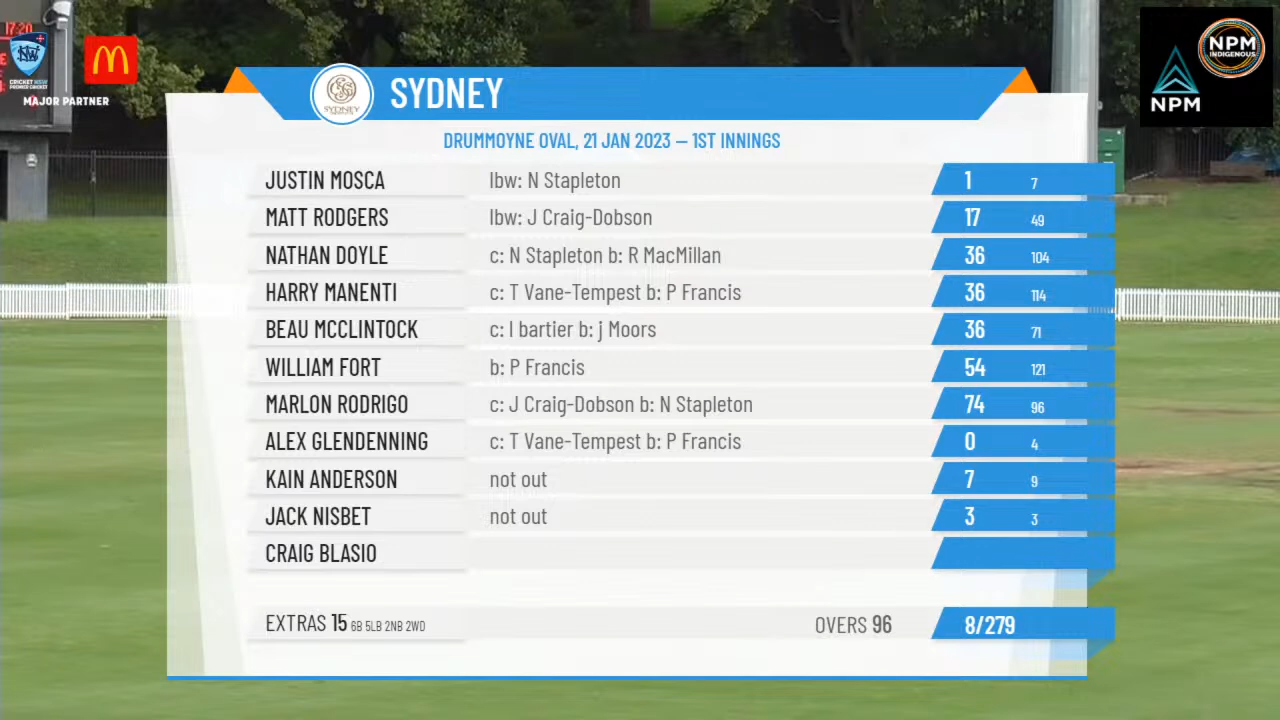 17:20
CRICKET NSW
PREMIER CRICKET
MAJOR PARTNER
NPM
INDIGENOUS
NPM
SYDNEY
SYDNEY
DRUMMOYNE OVAL, 21 JAN 2023 – 1ST INNINGS
JUSTIN MOSCA lbw: N Stapleton 1 7
MATT RODGERS lbw: J Craig-Dobson 17 49
NATHAN DOYLE c: N Stapleton b: R MacMillan 36 104
HARRY MANENTI c: T Vane-Tempest b: P Francis 36 114
BEAU MCCLINTOCK c: l bartier b: j Moors 36 71
WILLIAM FORT b: P Francis 54 121
MARLON RODRIGO c: J Craig-Dobson b: N Stapleton 74 96
ALEX GLENDENNING c: T Vane-Tempest b: P Francis 0 4
KAIN ANDERSON not out 7 9
JACK NISBET not out 3 3
CRAIG BLASIO
EXTRAS 15 6B 5LB 2NB 2WD OVERS 96 8/279